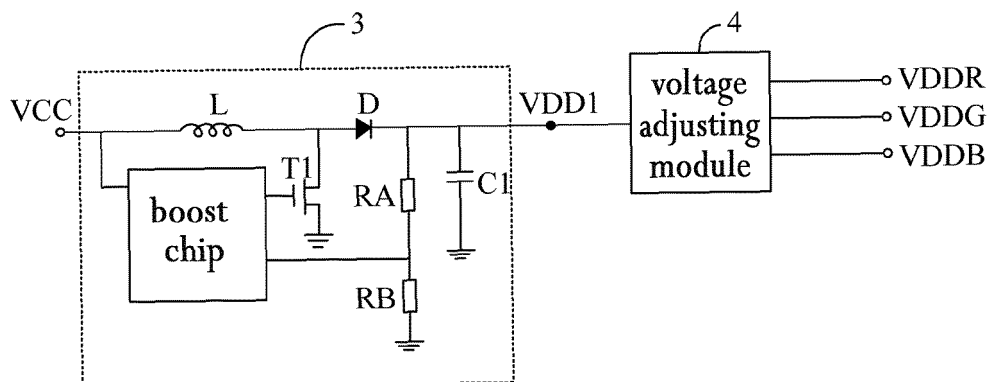 3
4
VCC
L
D
VDD1
voltage
adjusting
module
VDDR
VDDG
VDDB
T1
RA
C1
boost
chip
RB